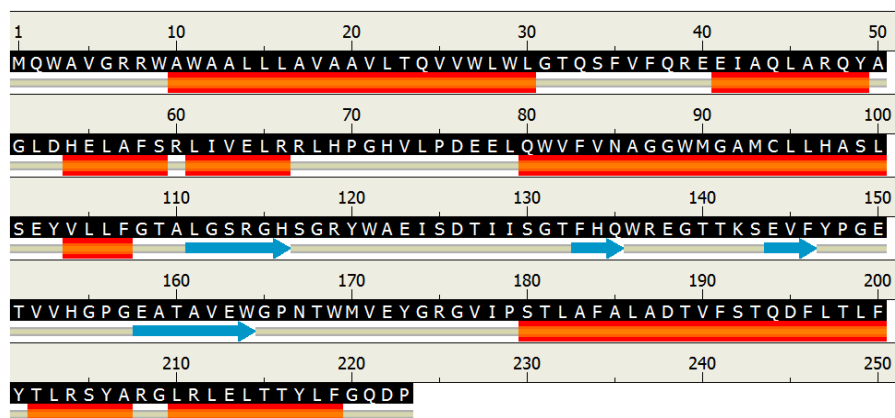 1 10 20 30 40 50
MQWAVGRRWAWAALLLAVAAVLTQVVWLWLGTQSFVFQREEIAQLARQYA
60 70 80 90 100
GLDHELAFSRLIVELRRLHPGHVLPDEELQWVFVNAGGWMGAMCLLHASL
110 120 130 140 150
SEYVLLFGTALGSRGHSGRYWAEISDTIISGTFHQWREGTTKSEVFYPGE
160 170 180 190 200
TVVHGPGEATAVEWGPNTWMVEYGRGVIPSTLAFALADTVFSTQDFLTLF
210 220 230 240 250
YTLRSYARGLRLELTTYLFGQDP